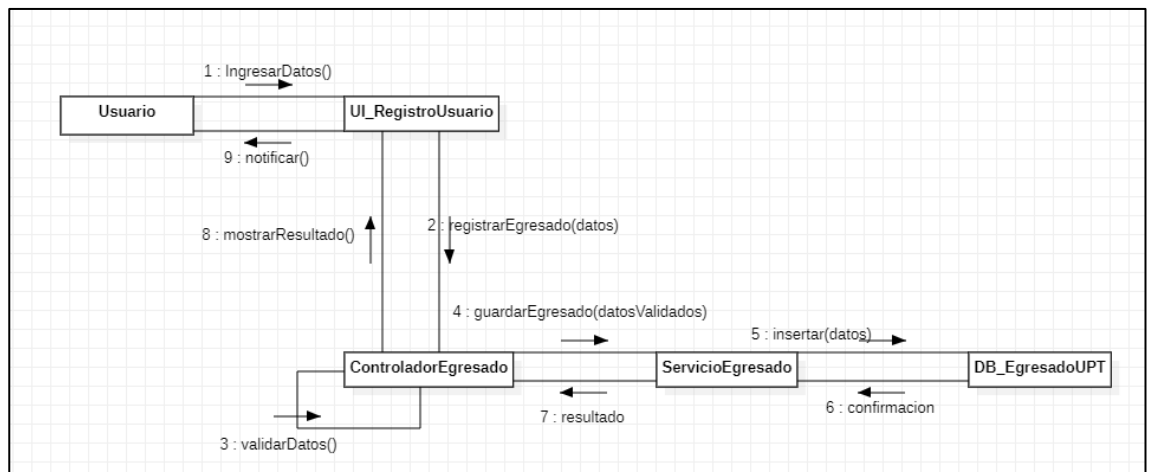 1 : IngresarDatos()
Usuario
UI_RegistroUsuario
9 : notificar()
2 : registrarEgresado(datos)
8 : mostrarResultado()
4 : guardarEgresado(datosValidados)
5 : insertar(datos)
ControladorEgresado
ServicioEgresado
DB_EgresadoUPT
7 : resultado
6 : confirmacion
3 : validarDatos()